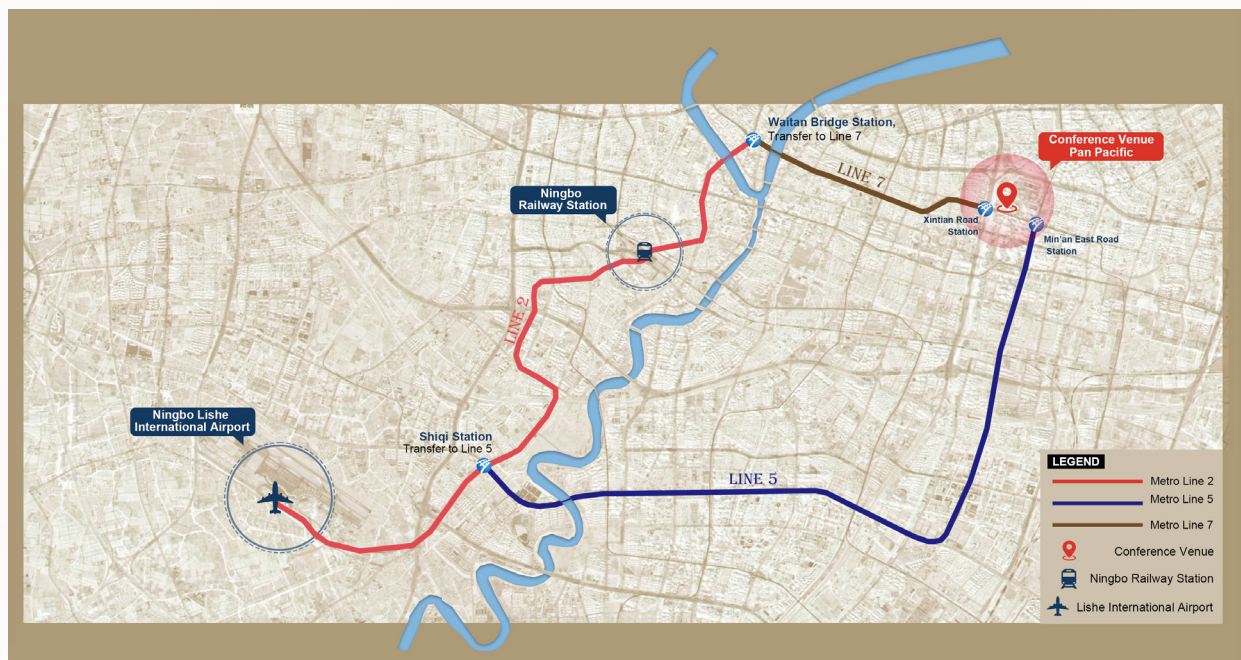 Waitan Bridge Station,
Transfer to Line 7
Conference Venue
Pan Pacific
LINE 7
Ningbo
Railway Station
Xintian Road
Station
Min'an East Road
Station
LINE 2
Ningbo Lishe
International Airport
Shiqi Station
Transfer to Line 5
LINE 5
LEGEND
Metro Line 2
Metro Line 5
Metro Line 7
Conference Venue
Ningbo Railway Station
Lishe International Airport